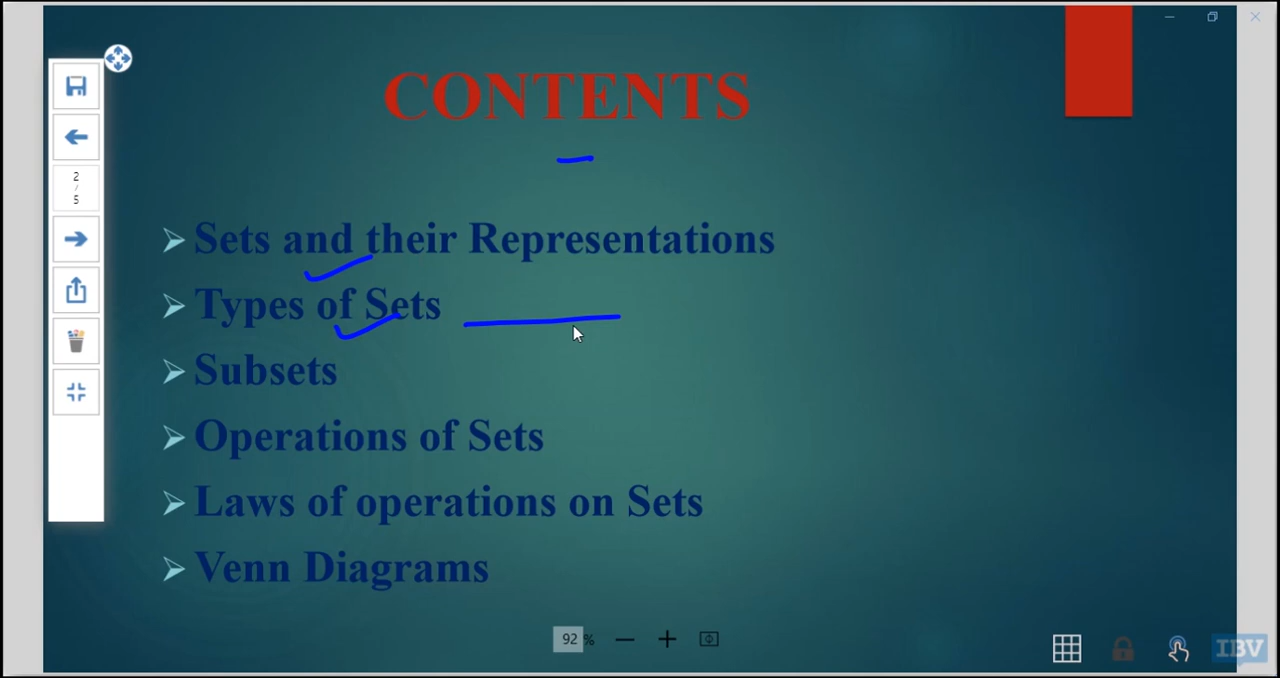 CONTENTS
2
/
5
Sets and their Representations
Types of Sets
Subsets
Operations of Sets
Laws of operations on Sets
Venn Diagrams
92 %
IBV